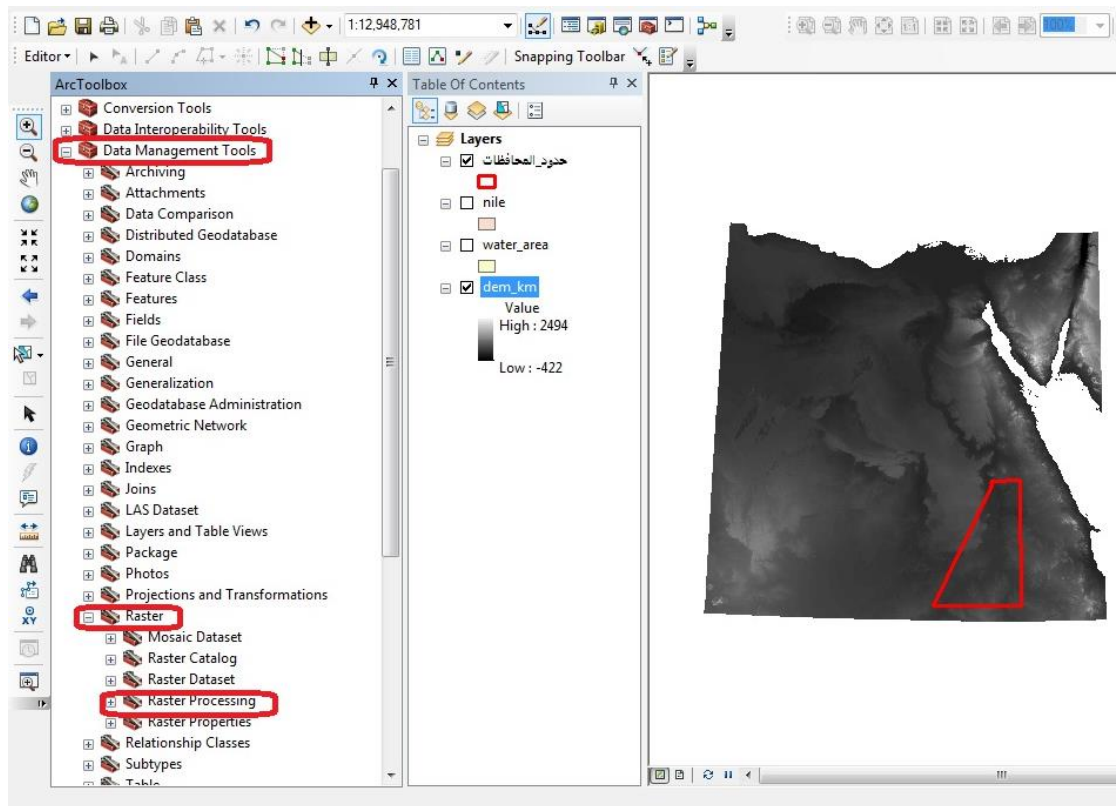 1:12,948,781
100%
Editor
Snapping Toolbar
ArcToolbox
Conversion Tools
Data Interoperability Tools
Data Management Tools
Archiving
Attachments
Data Comparison
Distributed Geodatabase
Domains
Feature Class
Features
Fields
File Geodatabase
General
Generalization
Geodatabase Administration
Geometric Network
Graph
Indexes
Joins
LAS Dataset
Layers and Table Views
Package
Photos
Projections and Transformations
Raster
Mosaic Dataset
Raster Catalog
Raster Dataset
Raster Processing
Raster Properties
Relationship Classes
Subtypes
Table
Table Of Contents
Layers
حدود_المحافظات
nile
water_area
dem_km
Value
High : 2494
Low : -422
XY